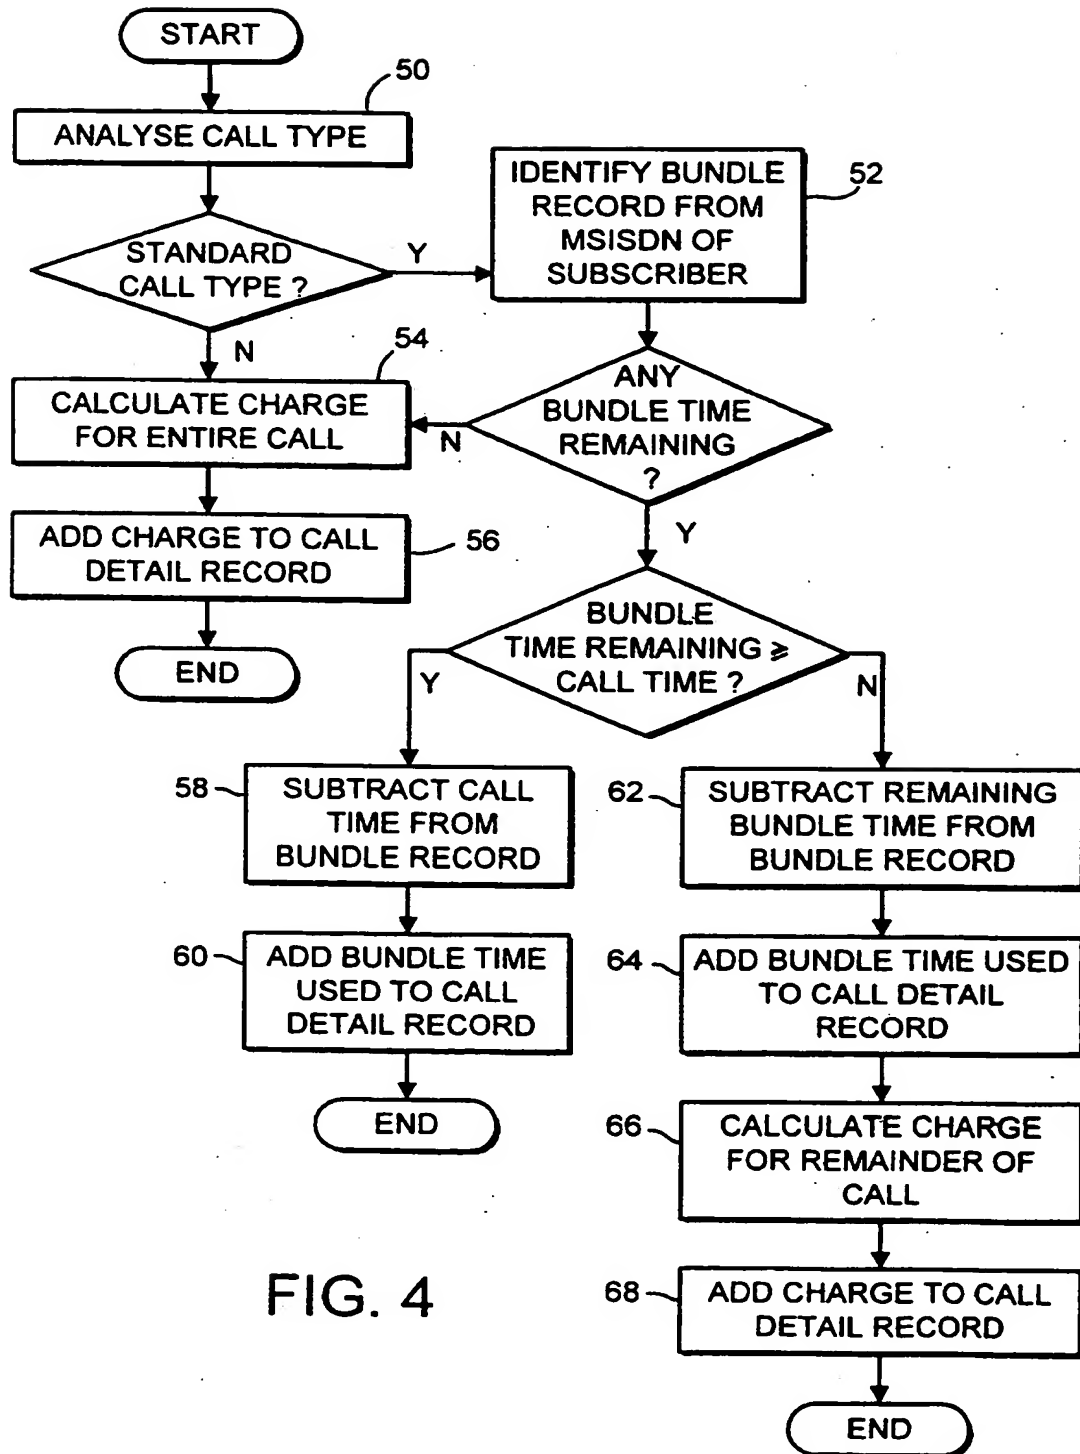 START
50
ANALYSE CALL TYPE
STANDARD
CALL TYPE ?
Y
N
IDENTIFY BUNDLE
RECORD FROM
MSISDN OF
SUBSCRIBER
52
54
CALCULATE CHARGE
FOR ENTIRE CALL
ANY
BUNDLE TIME
REMAINING
?
N
Y
ADD CHARGE TO CALL
DETAIL RECORD
56
END
BUNDLE
TIME REMAINING ⩾
CALL TIME ?
Y
N
58
SUBTRACT CALL
TIME FROM
BUNDLE RECORD
60
ADD BUNDLE TIME
USED TO CALL
DETAIL RECORD
END
62
SUBTRACT REMAINING
BUNDLE TIME FROM
BUNDLE RECORD
64
ADD BUNDLE TIME USED
TO CALL DETAIL
RECORD
66
CALCULATE CHARGE
FOR REMAINDER OF
CALL
68
ADD CHARGE TO CALL
DETAIL RECORD
END
FIG. 4